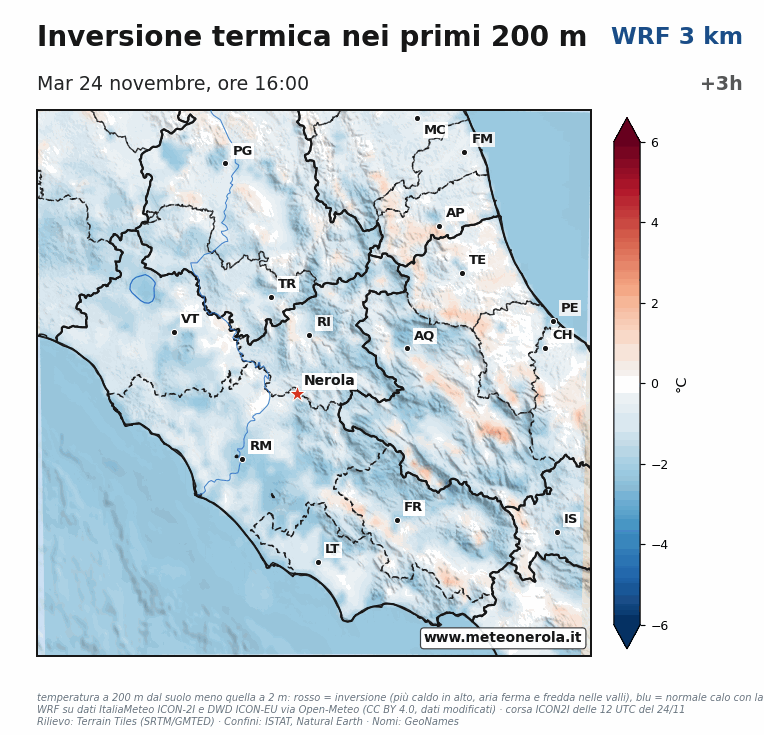 Inversione termica nei primi 200 m WRF 3 km
Mar 24 novembre, ore 16:00 +3h
MC
FM
PG
AP
TE
TR
PE
VT
RI
AQ
CH
Nerola
RM
FR
IS
LT
www.meteonerola.it
6
4
2
0
−2
−4
−6
°C
temperatura a 200 m dal suolo meno quella a 2 m: rosso = inversione (più caldo in alto, aria ferma e fredda nelle valli), blu = normale calo con la
WRF su dati ItaliaMeteo ICON-2I e DWD ICON-EU via Open-Meteo (CC BY 4.0, dati modificati) · corsa ICON2I delle 12 UTC del 24/11
Rilievo: Terrain Tiles (SRTM/GMTED) · Confini: ISTAT, Natural Earth · Nomi: GeoNames